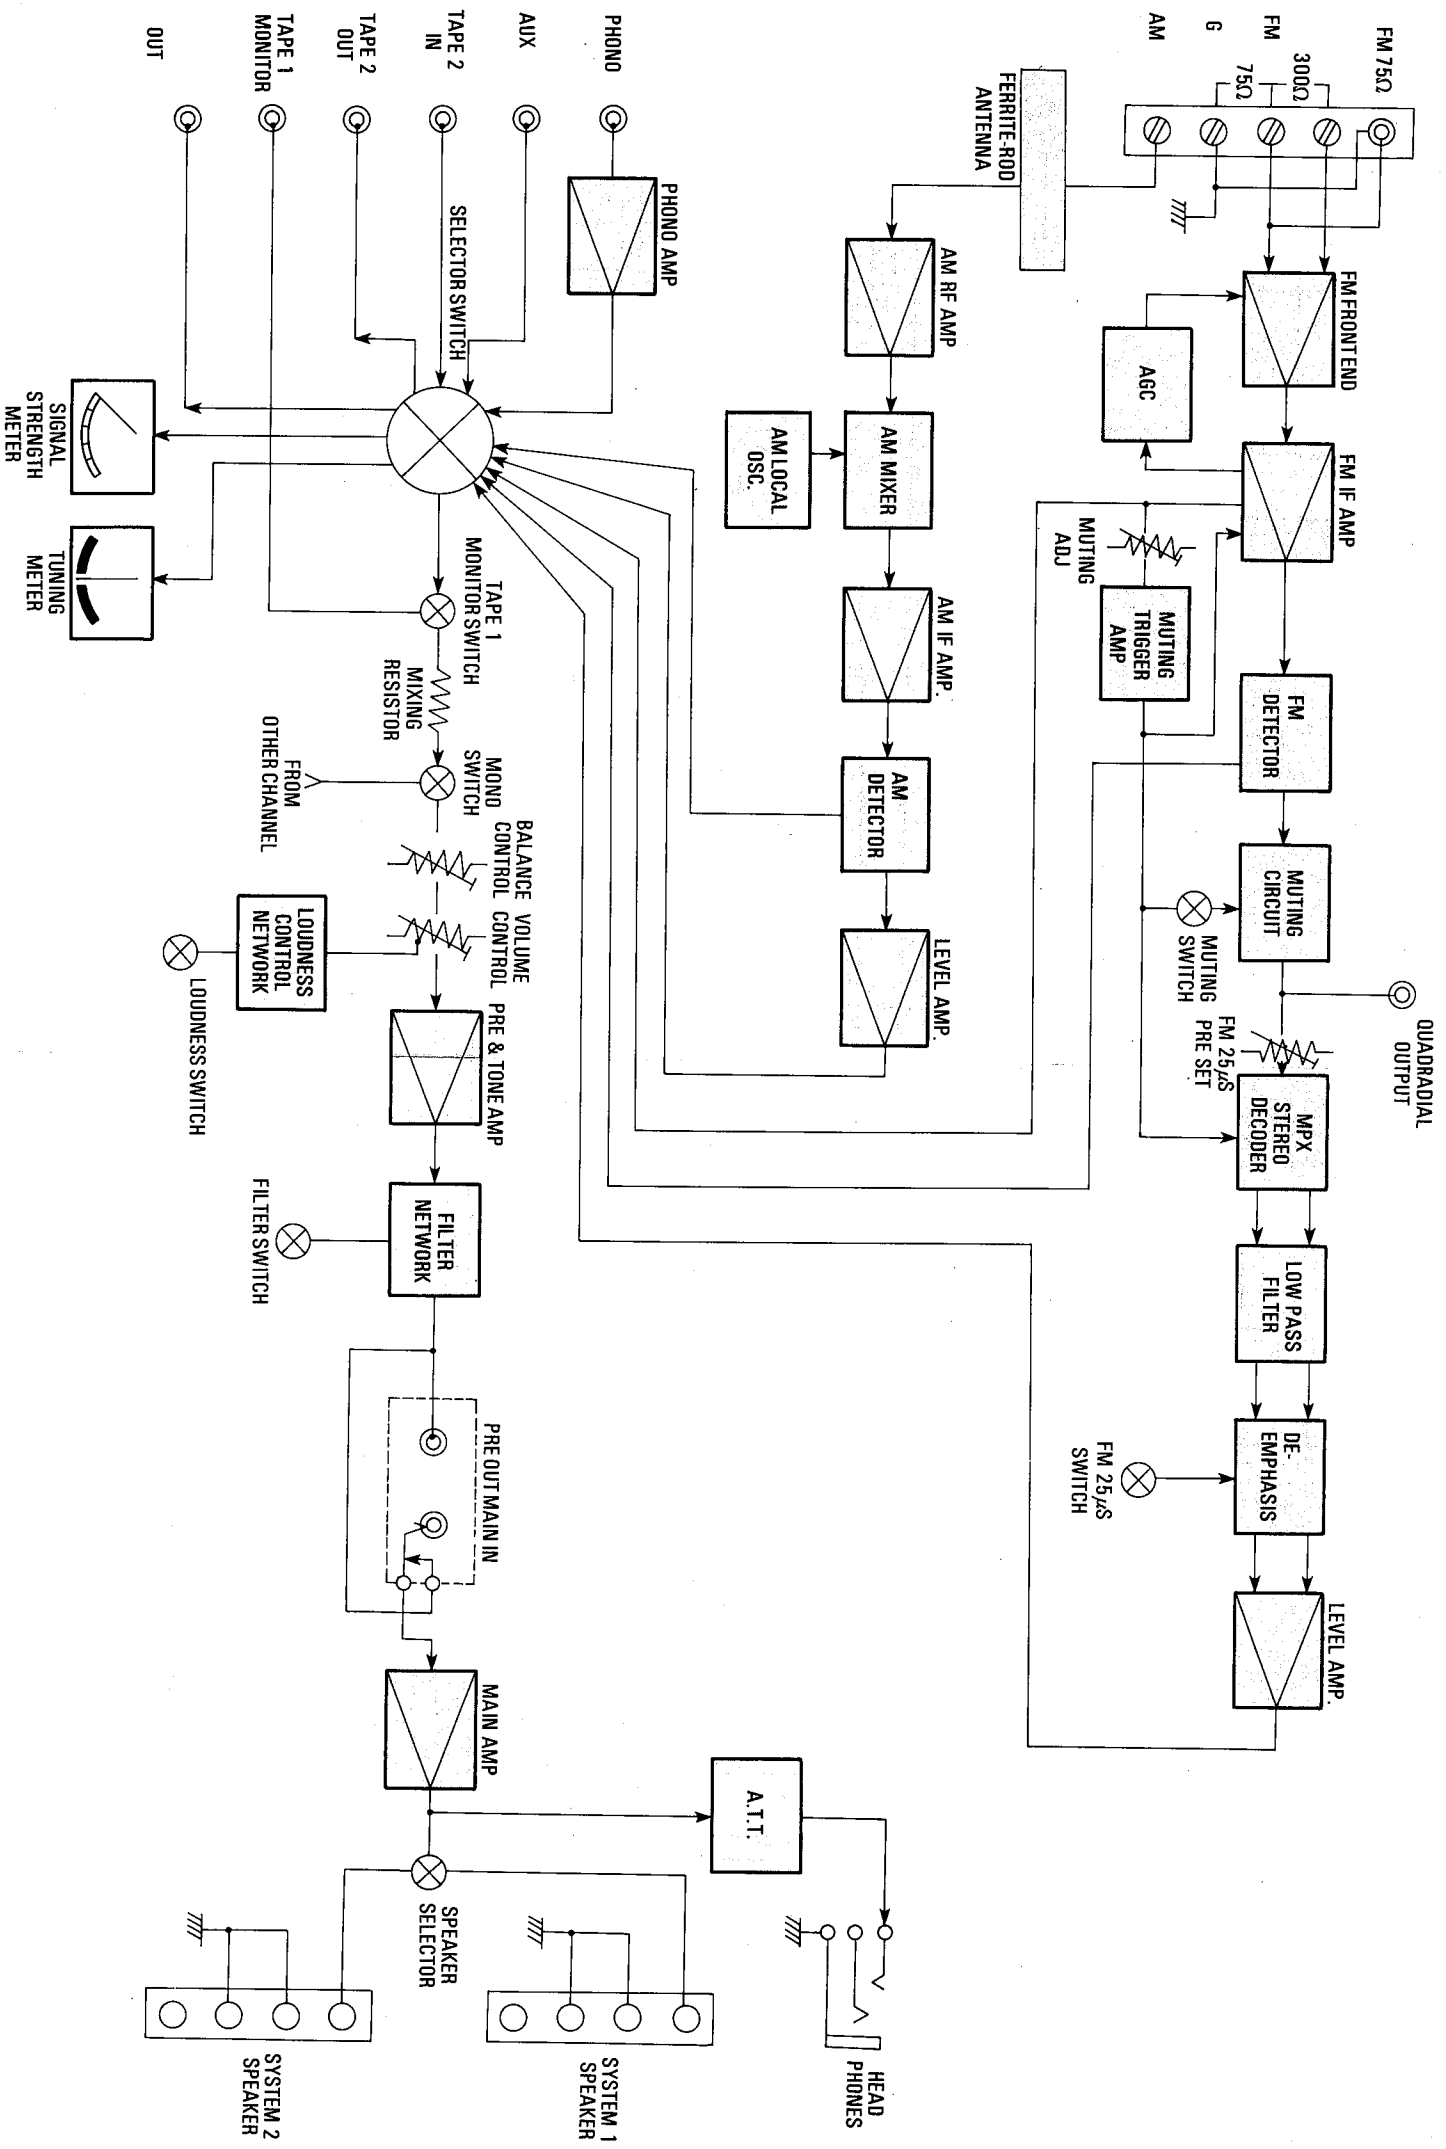 FM 75Ω
300Ω
FM
75Ω
G
AM
FM FRONT END
AGC
FM IF AMP
MUTING
ADJ
MUTING
TRIGGER
AMP
FM
DETECTOR
MUTING
CIRCUIT
MUTING
SWITCH
QUADRADIAL
OUTPUT
FM 25µS
PRE SET
MPX
STEREO
DECODER
LOW PASS
FILTER
DE-
EMPHASIS
FM 25µS
SWITCH
LEVEL AMP.
FERRITE-ROD
ANTENNA
AM RF AMP
AM MIXER
AM LOCAL
OSC.
AM IF AMP.
AM
DETECTOR
LEVEL AMP.
PHONO
AUX
TAPE 2
IN
TAPE 2
OUT
TAPE 1
MONITOR
OUT
PHONO AMP
SELECTOR SWITCH
SIGNAL
STRENGTH
METER
TUNING
METER
TAPE 1
MONITOR SWITCH
MIXING
RESISTOR
MONO
SWITCH
FROM
OTHER CHANNEL
BALANCE
CONTROL
VOLUME
CONTROL
LOUDNESS
CONTROL
NETWORK
LOUDNESS SWITCH
PRE & TONE AMP
FILTER
NETWORK
FILTER SWITCH
PRE OUT MAIN IN
MAIN AMP
A.T.T.
HEAD
PHONES
SPEAKER
SELECTOR
SYSTEM 1
SPEAKER
SYSTEM 2
SPEAKER